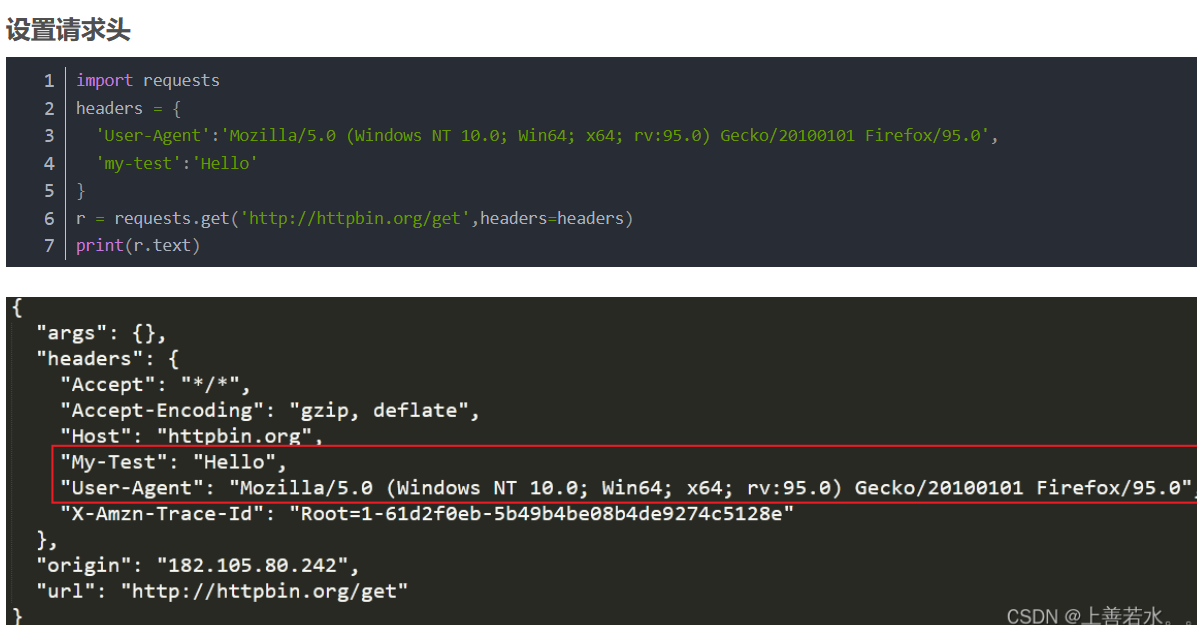 设置请求头
1 import requests
2 headers = {
3   'User-Agent':'Mozilla/5.0 (Windows NT 10.0; Win64; x64; rv:95.0) Gecko/20100101 Firefox/95.0',
4   'my-test':'Hello'
5 }
6 r = requests.get('http://httpbin.org/get',headers=headers)
7 print(r.text)
{
  "args": {},
  "headers": {
    "Accept": "*/*",
    "Accept-Encoding": "gzip, deflate",
    "Host": "httpbin.org",
    "My-Test": "Hello",
    "User-Agent": "Mozilla/5.0 (Windows NT 10.0; Win64; x64; rv:95.0) Gecko/20100101 Firefox/95.0",
    "X-Amzn-Trace-Id": "Root=1-61d2f0eb-5b49b4be08b4de9274c5128e"
  },
  "origin": "182.105.80.242",
  "url": "http://httpbin.org/get"
}
CSDN @上善若水。。